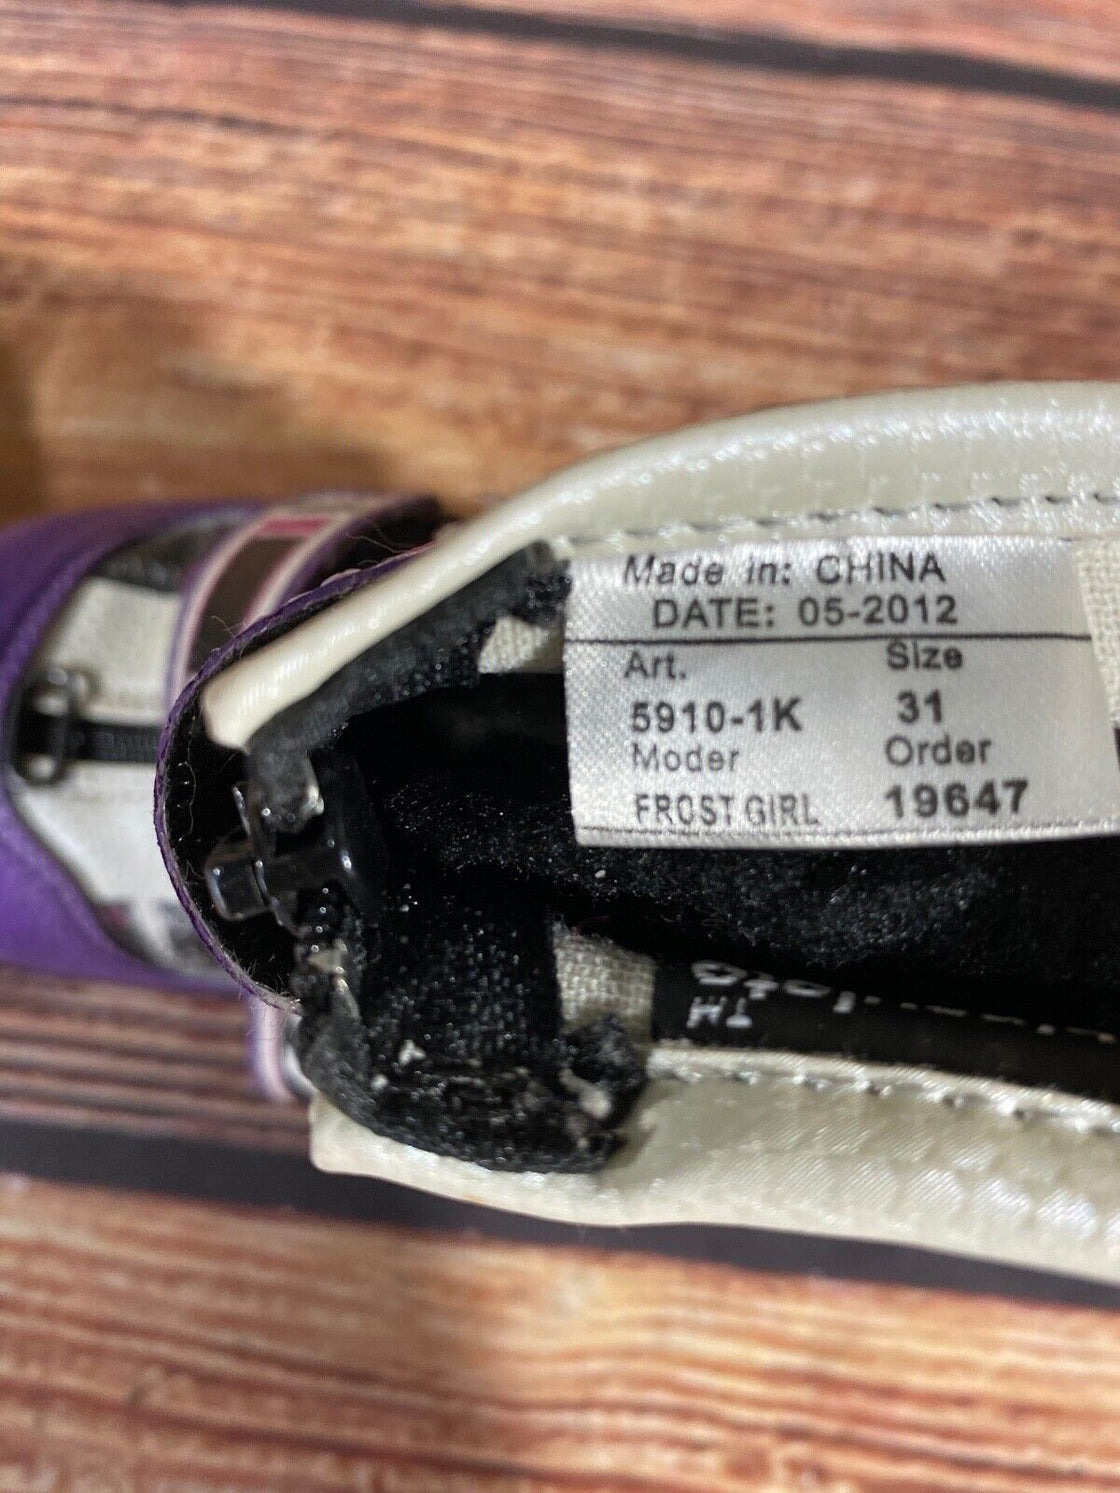 Made in: CHINA
DATE: 05-2012
Art. Size
5910-1K 31
Moder Order
FROST GIRL 19647